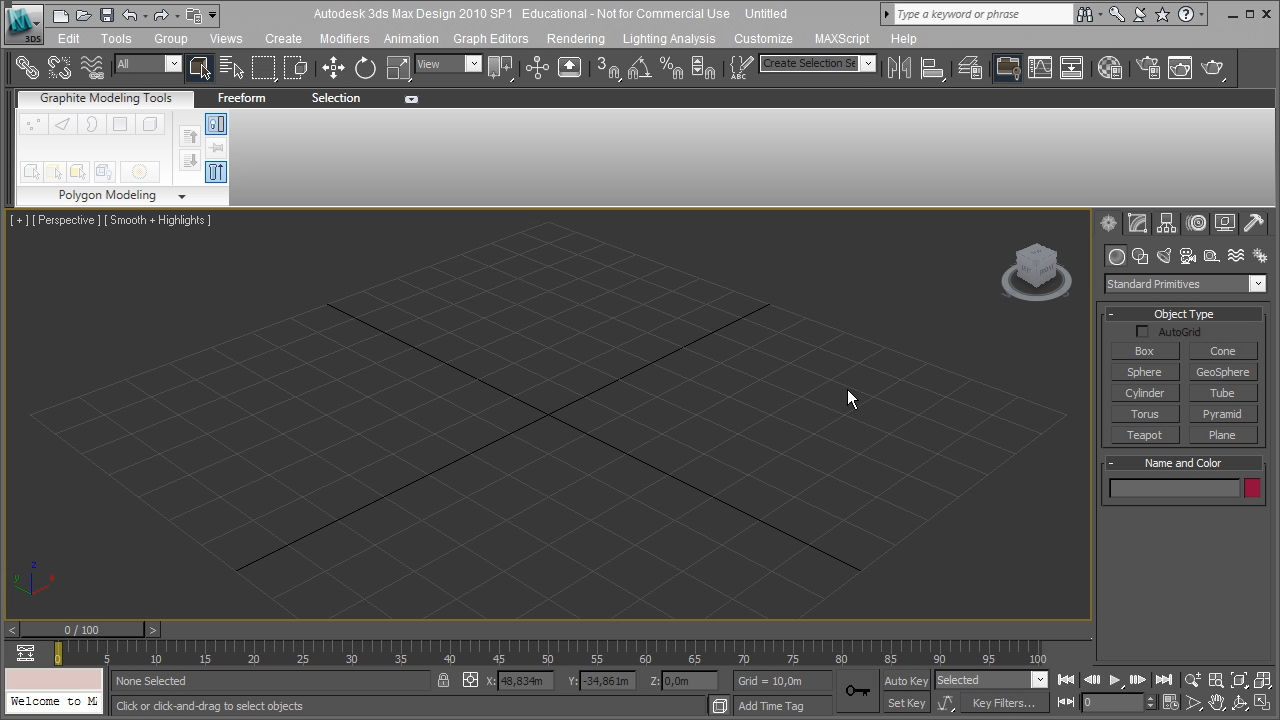 Autodesk 3ds Max Design 2010 SP1 Educational - Not for Commercial Use Untitled
Type a keyword or phrase
3DS
Edit Tools Group Views Create Modifiers Animation Graph Editors Rendering Lighting Analysis Customize MAXScript Help
All
View
3
%
ABC
Create Selection Se
Graphite Modeling Tools Freeform Selection
Polygon Modeling
[ + ] [ Perspective ] [ Smooth + Highlights ]
Standard Primitives
- Object Type
AutoGrid
Box Cone
Sphere GeoSphere
Cylinder Tube
Torus Pyramid
Teapot Plane
- Name and Color
z
y x
< 0 / 100 >
0 5 10 15 20 25 30 35 40 45 50 55 60 65 70 75 80 85 90 95 100
None Selected X: 48,834m Y: -34,861m Z: 0,0m Grid = 10,0m Auto Key Selected
Welcome to M
Click or click-and-drag to select objects Add Time Tag Set Key Key Filters... 0